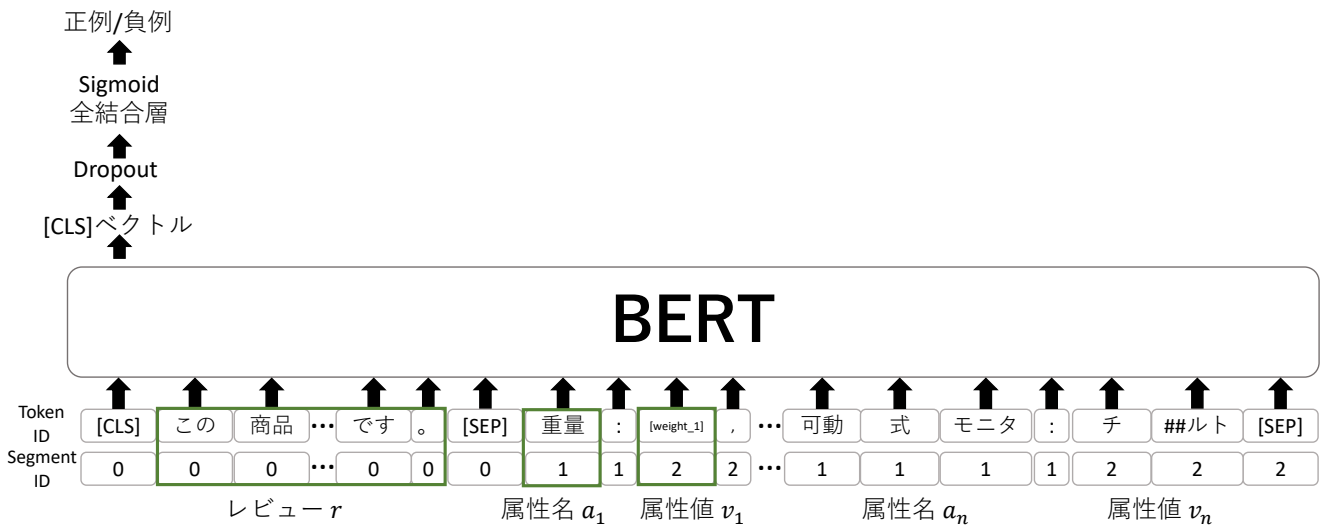 正例/負例
Sigmoid
全結合層
Dropout
[CLS]ベクトル
BERT
Token ID [CLS] この 商品 ••• です 。 [SEP] 重量 : [weight_1] , ••• 可動 式 モニタ : チ ##ルト [SEP]
Segment ID 0 0 0 ••• 0 0 0 1 1 2 2 ••• 1 1 1 1 2 2 2
レビュー r 属性名 a₁ 属性値 v₁ 属性名 aₙ 属性値 vₙ